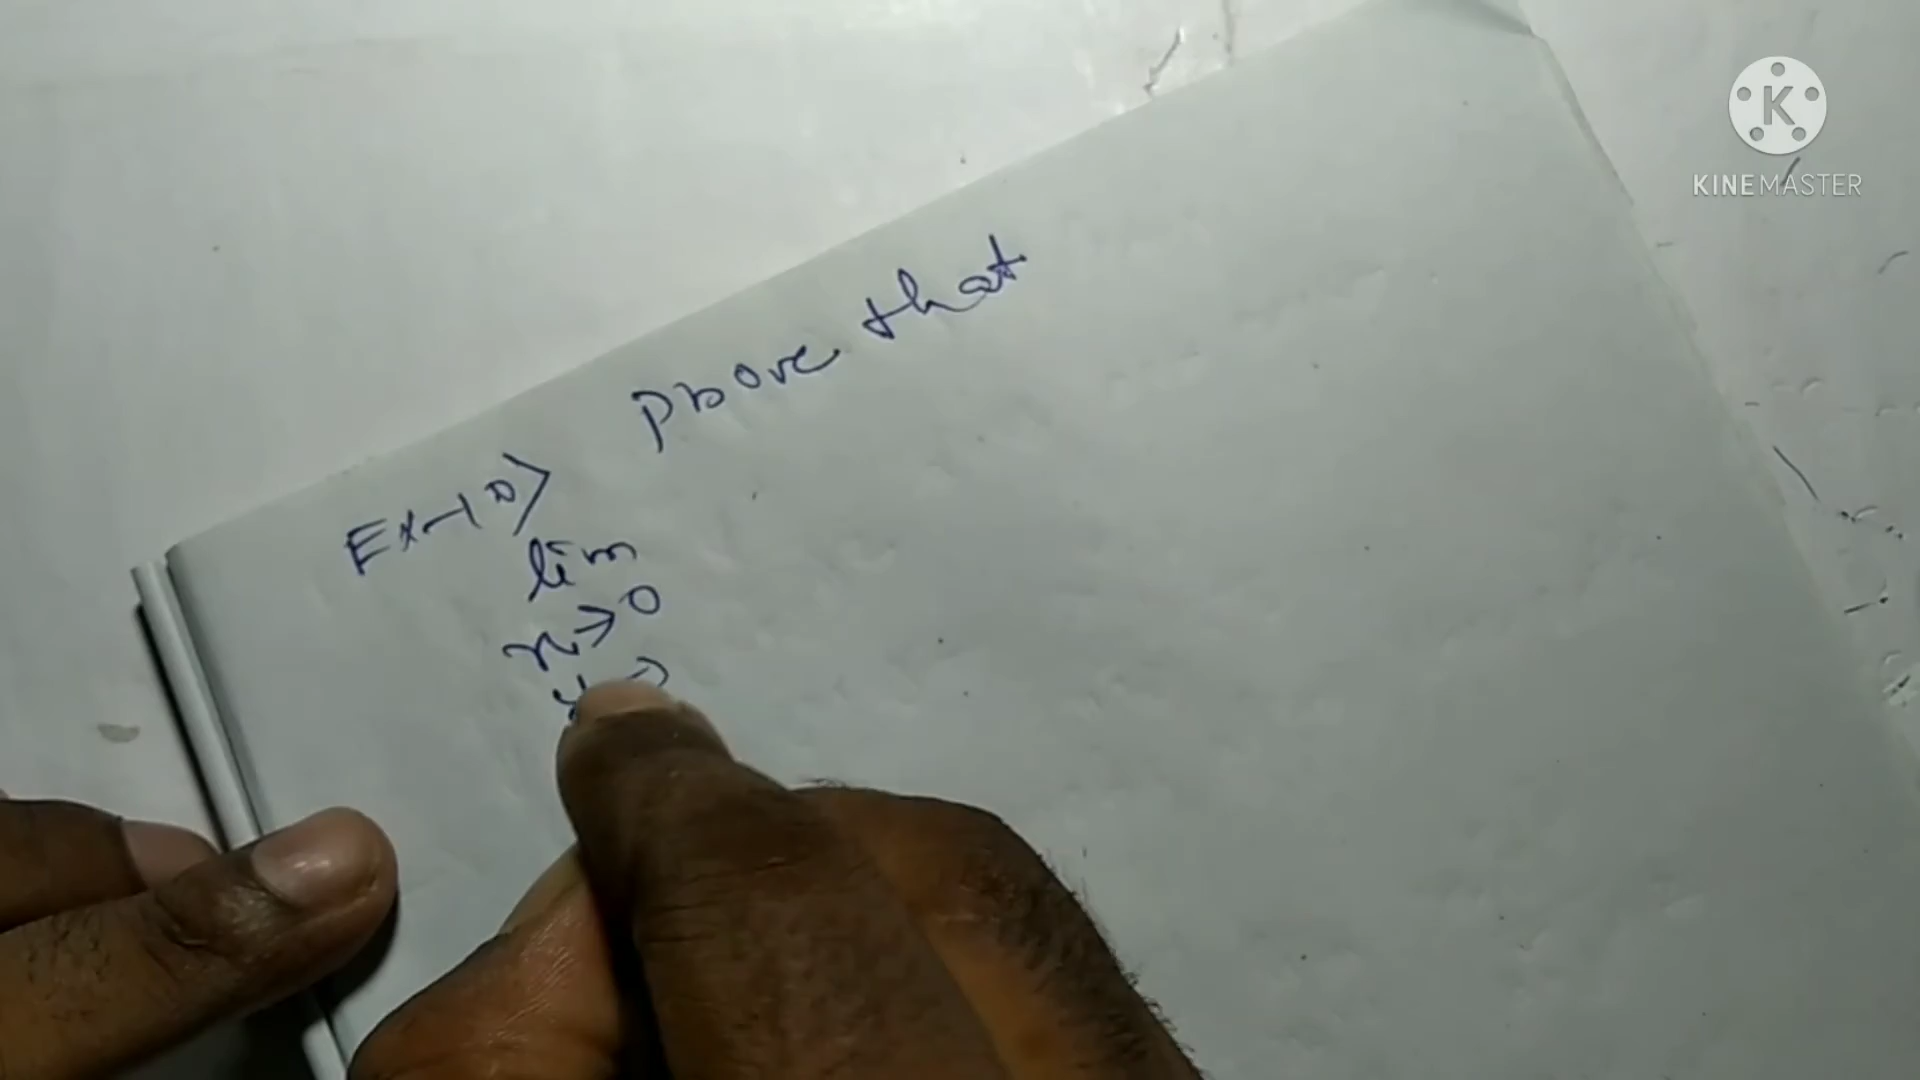 Ex-10> prove that
lim
x→0
y→
K
KINEMASTER